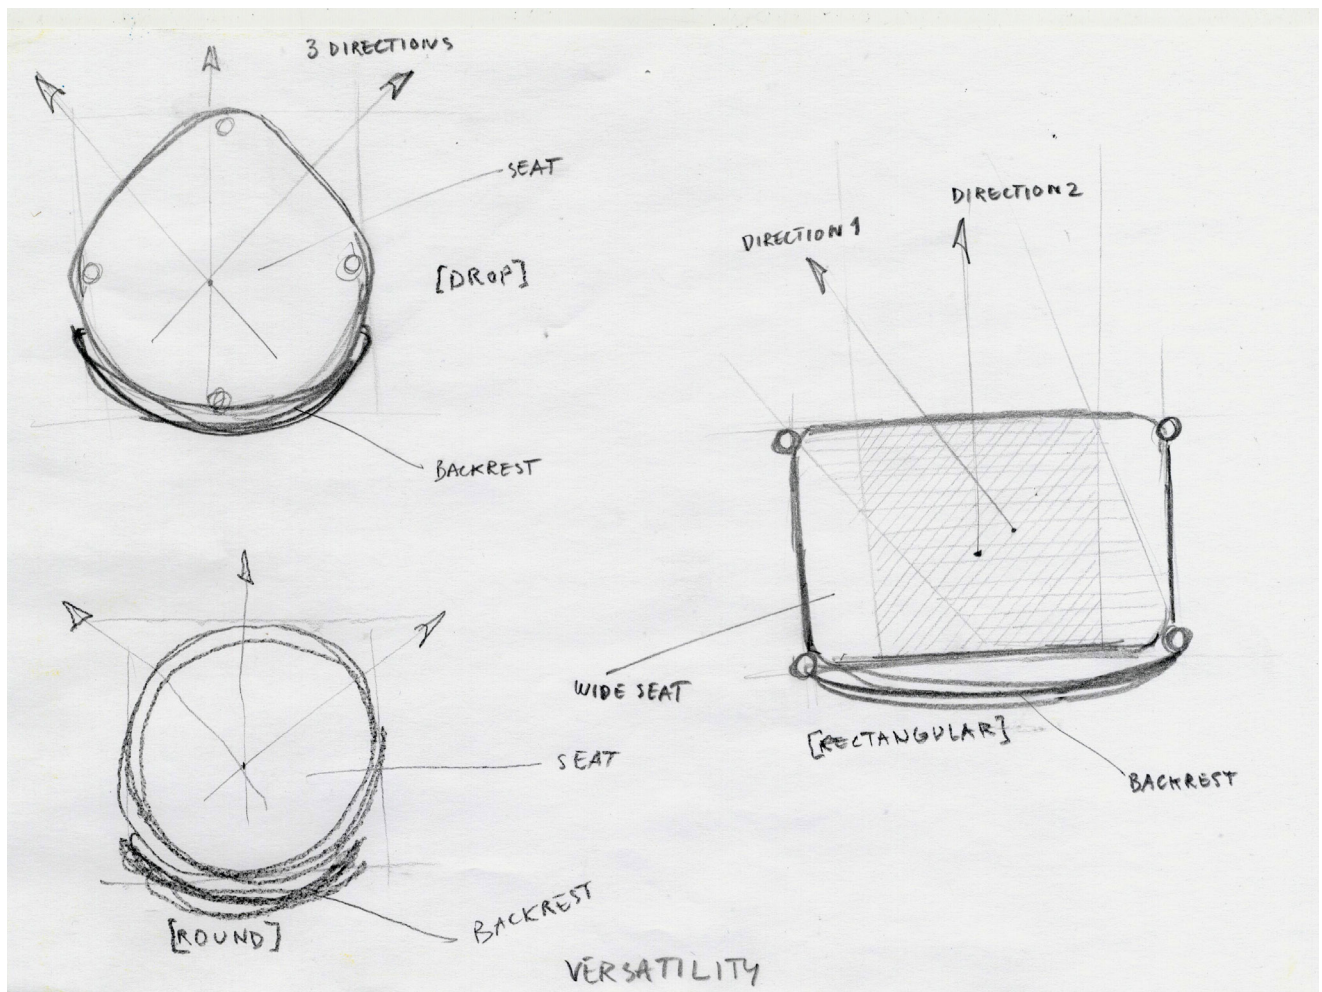 3 DIRECTIONS
SEAT
[DROP]
BACKREST
DIRECTION 1
DIRECTION 2
WIDE SEAT
[RECTANGULAR]
BACKREST
SEAT
BACKREST
[ROUND]
VERSATILITY